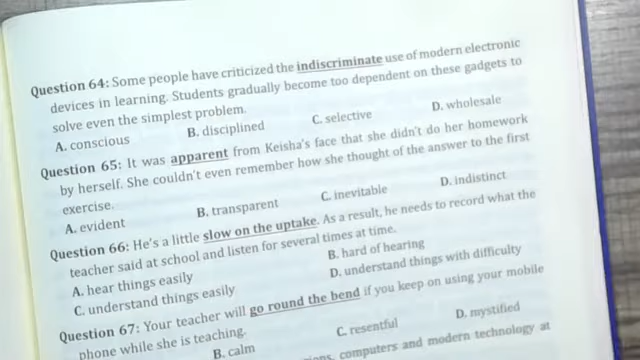 Question 64: Some people have criticized the indiscriminate use of modern electronic
devices in learning. Students gradually become too dependent on these gadgets to
solve even the simplest problem.
A. conscious B. disciplined C. selective D. wholesale
Question 65: It was apparent from Keisha's face that she didn't do her homework
by herself. She couldn't even remember how she thought of the answer to the first
exercise.
A. evident B. transparent C. inevitable D. indistinct
Question 66: He's a little slow on the uptake. As a result, he needs to record what the
teacher said at school and listen for several times at time.
A. hear things easily B. hard of hearing
C. understand things easily D. understand things with difficulty
Question 67: Your teacher will go round the bend if you keep on using your mobile
phone while she is teaching.
B. calm C. resentful D. mystified
computers and modern technology at